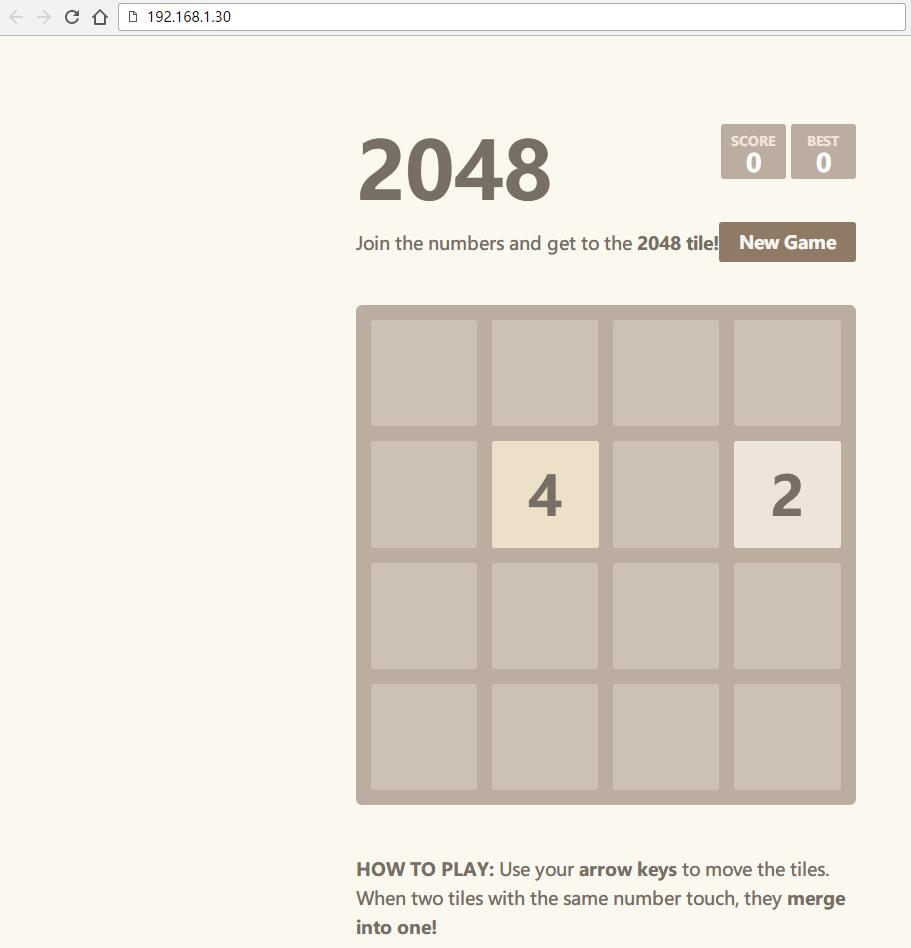 192.168.1.30
2048
SCORE
0
BEST
0
Join the numbers and get to the 2048 tile!
New Game
4
2
HOW TO PLAY: Use your arrow keys to move the tiles.
When two tiles with the same number touch, they merge
into one!